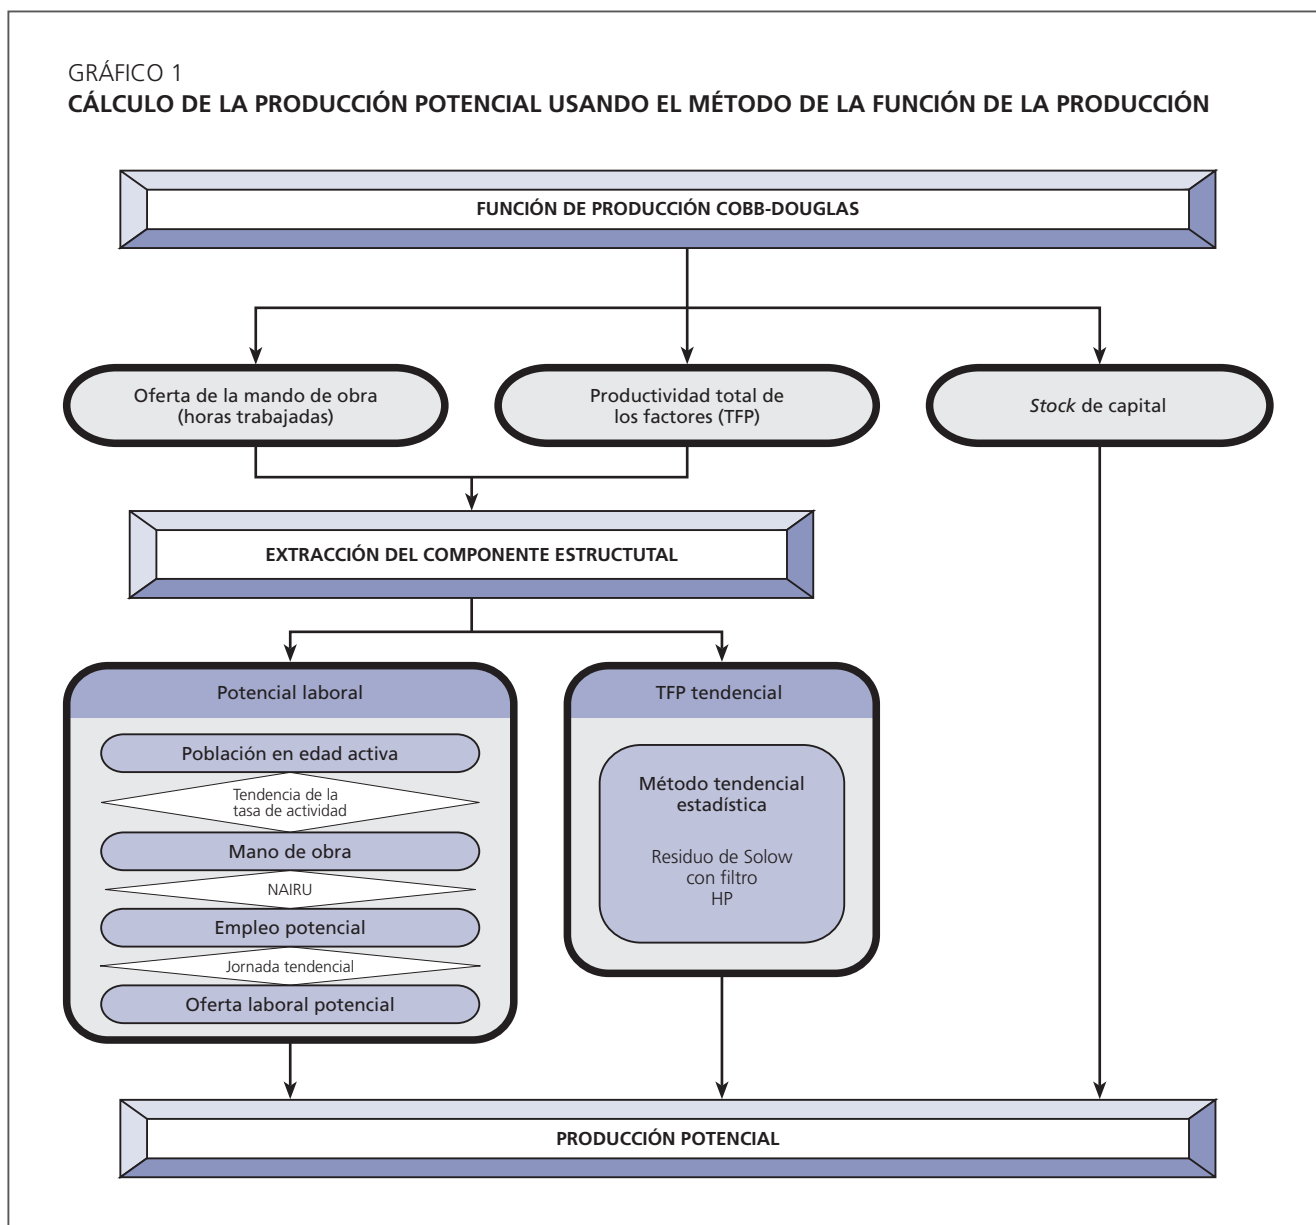 GRÁFICO 1
CÁLCULO DE LA PRODUCCIÓN POTENCIAL USANDO EL MÉTODO DE LA FUNCIÓN DE LA PRODUCCIÓN
FUNCIÓN DE PRODUCCIÓN COBB-DOUGLAS
Oferta de la mando de obra
(horas trabajadas)
Productividad total de
los factores (TFP)
Stock de capital
EXTRACCIÓN DEL COMPONENTE ESTRUCTUTAL
Potencial laboral
Población en edad activa
Tendencia de la
tasa de actividad
Mano de obra
NAIRU
Empleo potencial
Jornada tendencial
Oferta laboral potencial
TFP tendencial
Método tendencial
estadística
Residuo de Solow
con filtro
HP
PRODUCCIÓN POTENCIAL